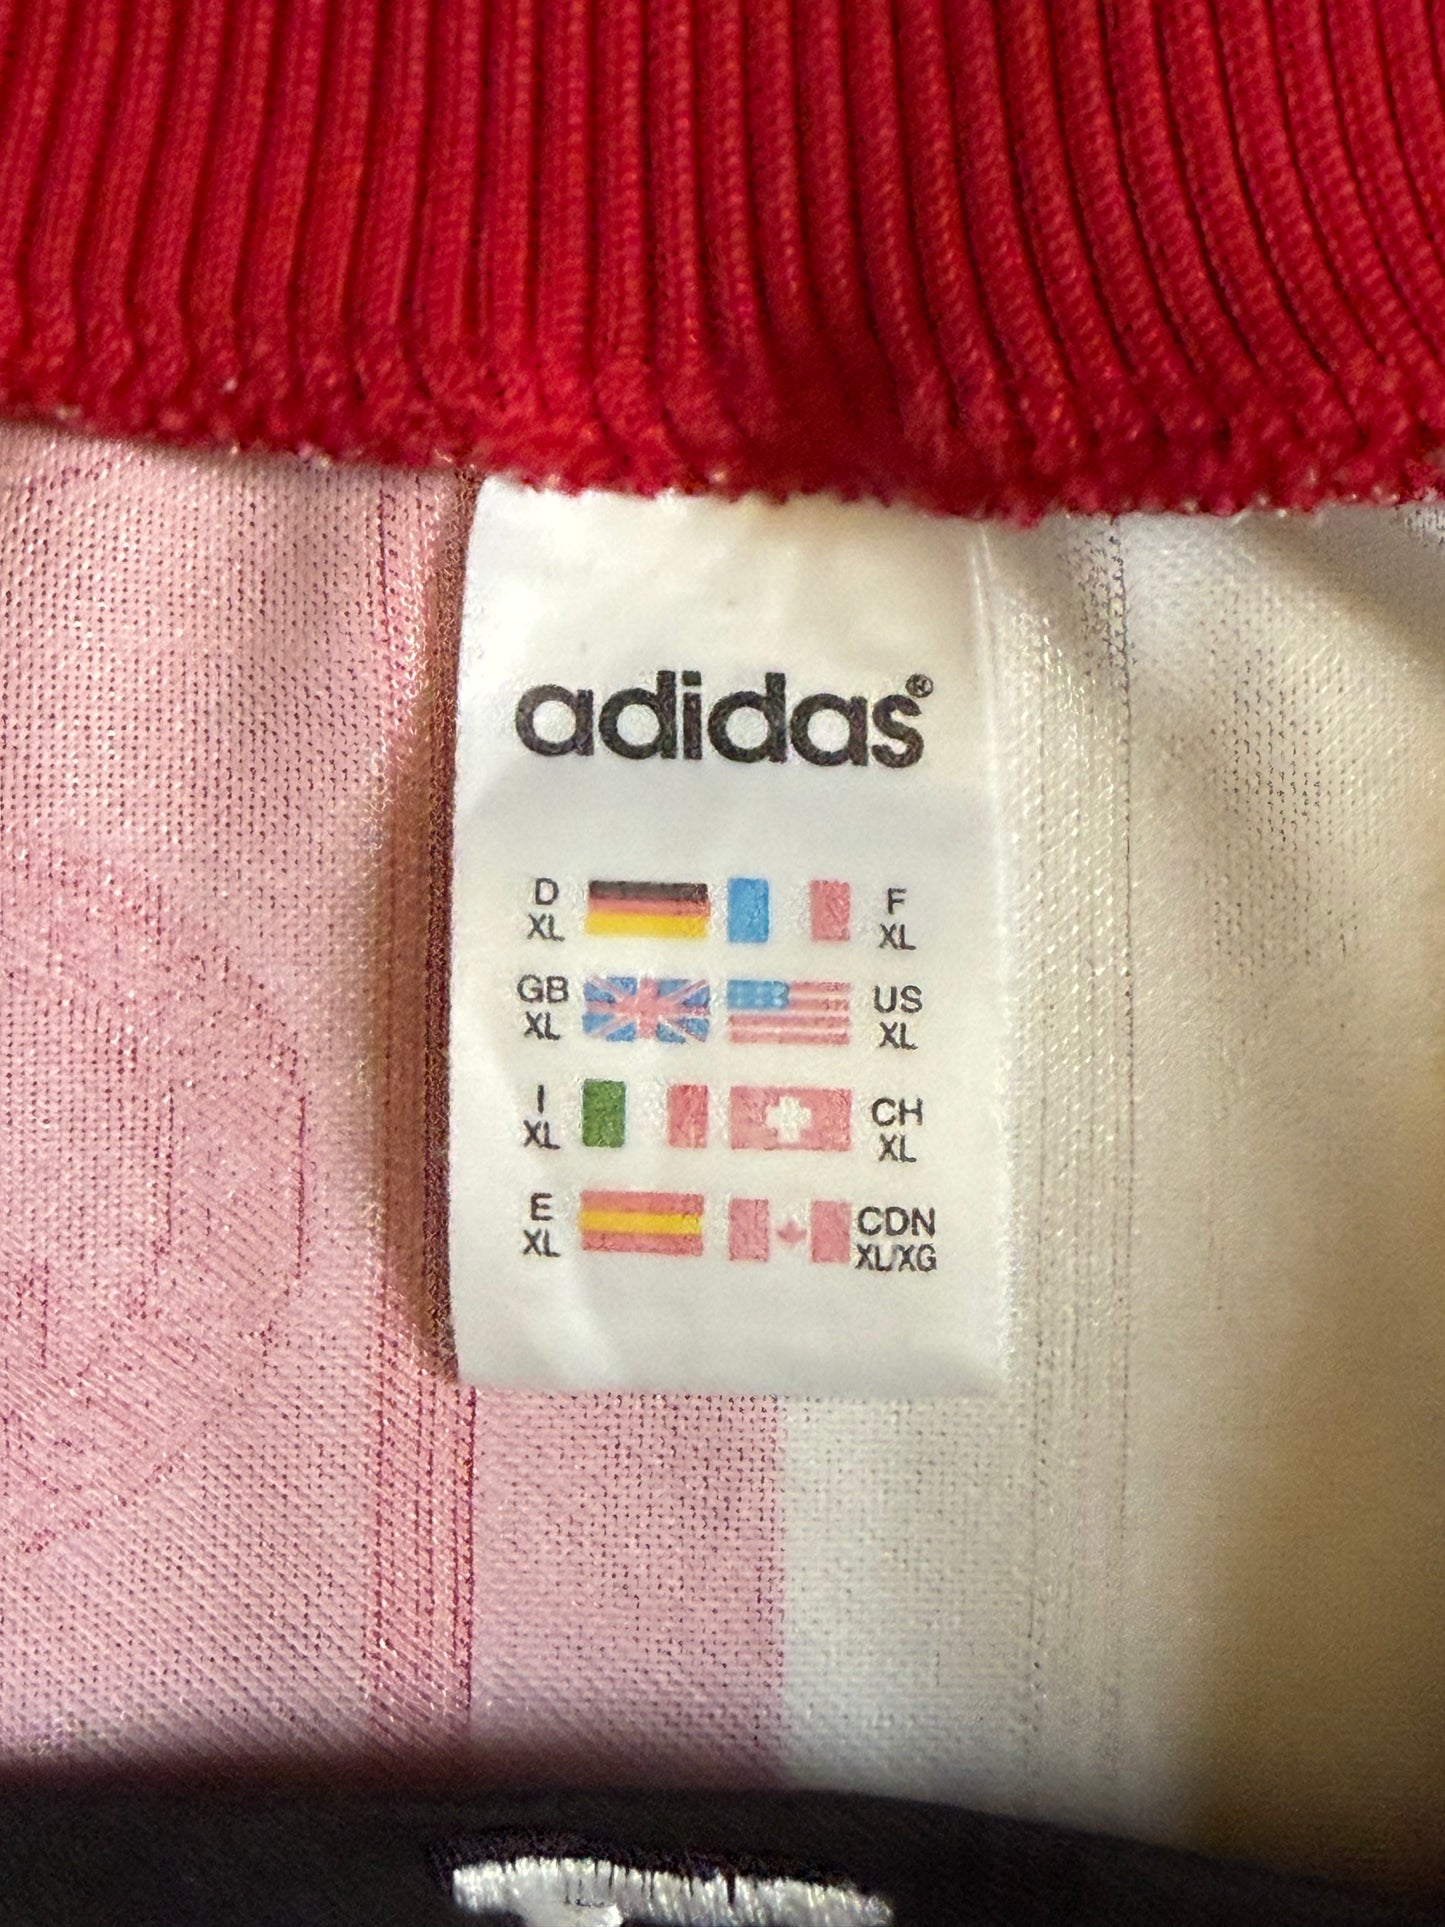 adidas®
D F
XL XL
GB US
XL XL
I CH
XL XL
E CDN
XL XL/XG